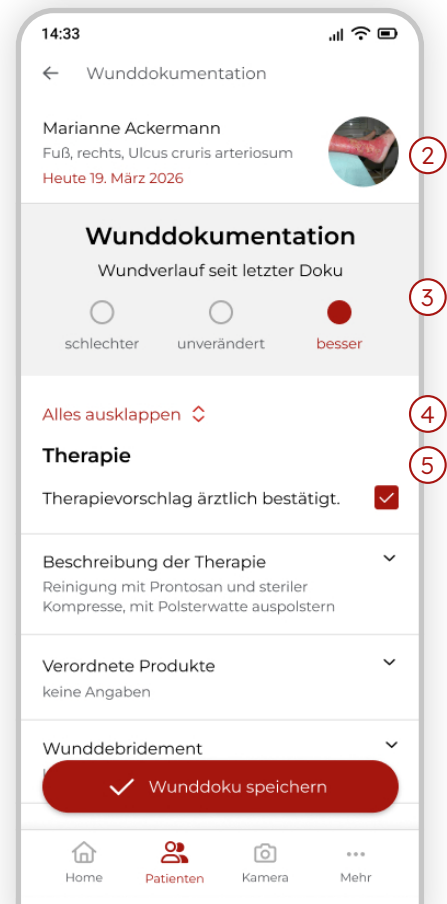 14:33
Wunddokumentation
Marianne Ackermann
Fuß, rechts, Ulcus cruris arteriosum
Heute 19. März 2026
2
Wunddokumentation
Wundverlauf seit letzter Doku
3
schlechter unverändert besser
Alles ausklappen
4
Therapie
5
Therapievorschlag ärztlich bestätigt.
Beschreibung der Therapie
Reinigung mit Prontosan und steriler
Kompresse, mit Polsterwatte auspolstern
Verordnete Produkte
keine Angaben
Wunddebridement
Wunddoku speichern
Home Patienten Kamera Mehr